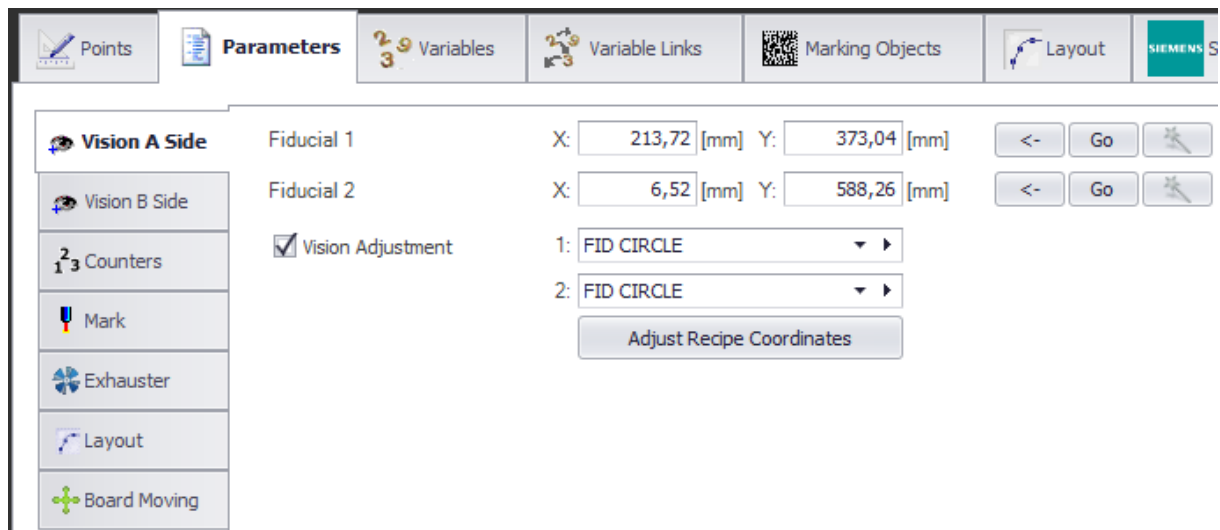 Points Parameters Variables Variable Links Marking Objects Layout SIEMENS S
Vision A Side
Fiducial 1 X: 213,72 [mm] Y: 373,04 [mm] <- Go
Vision B Side
Fiducial 2 X: 6,52 [mm] Y: 588,26 [mm] <- Go
Counters
Vision Adjustment 1: FID CIRCLE
2: FID CIRCLE
Mark
Adjust Recipe Coordinates
Exhauster
Layout
Board Moving